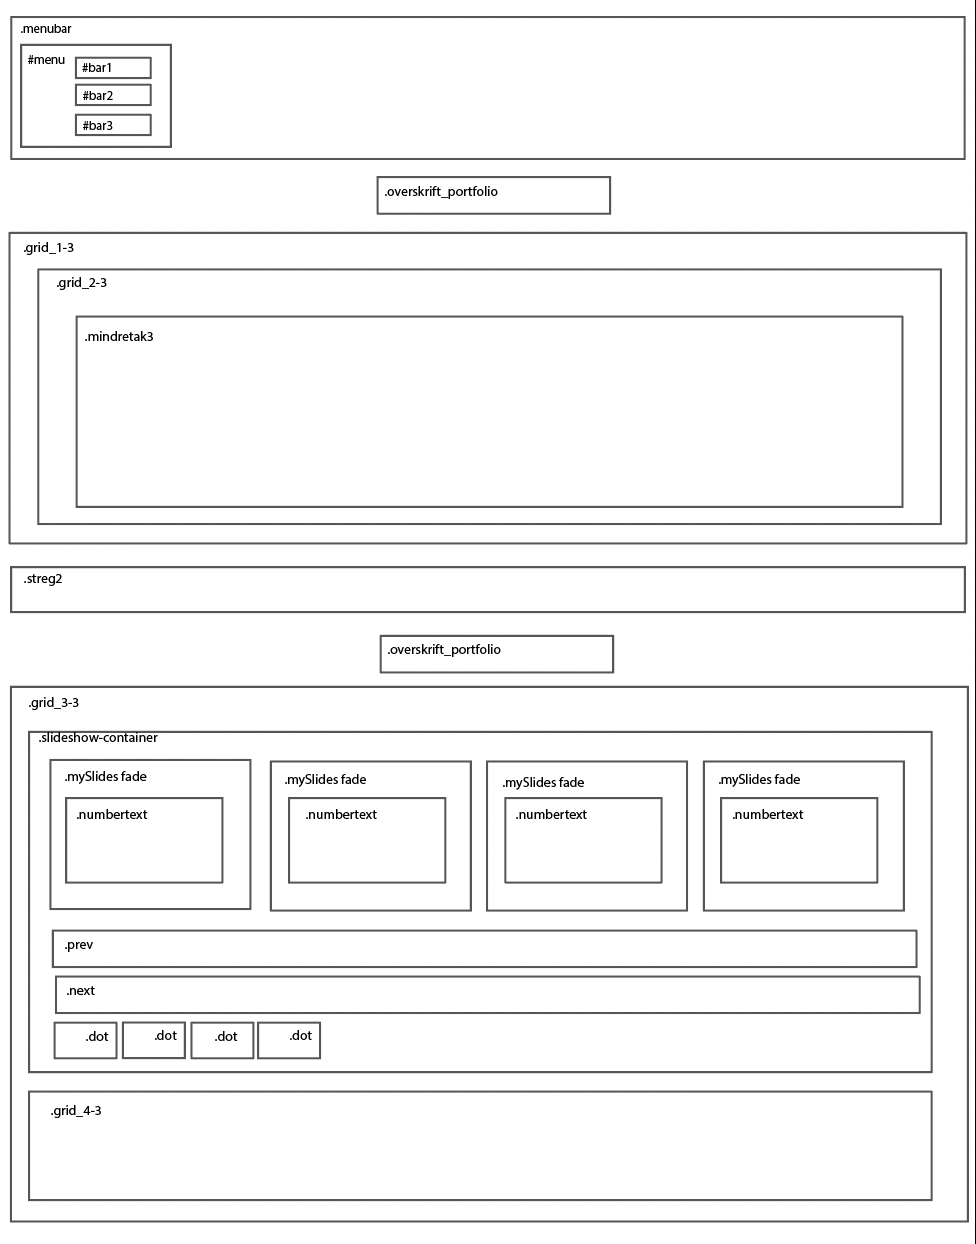 .menubar
#menu
#bar1
#bar2
#bar3
.overskrift_portfolio
.grid_1-3
.grid_2-3
.mindretak3
.streg2
.overskrift_portfolio
.grid_3-3
.slideshow-container
.mySlides fade
.mySlides fade
.mySlides fade
.mySlides fade
.numbertext
.numbertext
.numbertext
.numbertext
.prev
.next
.dot
.dot
.dot
.dot
.grid_4-3